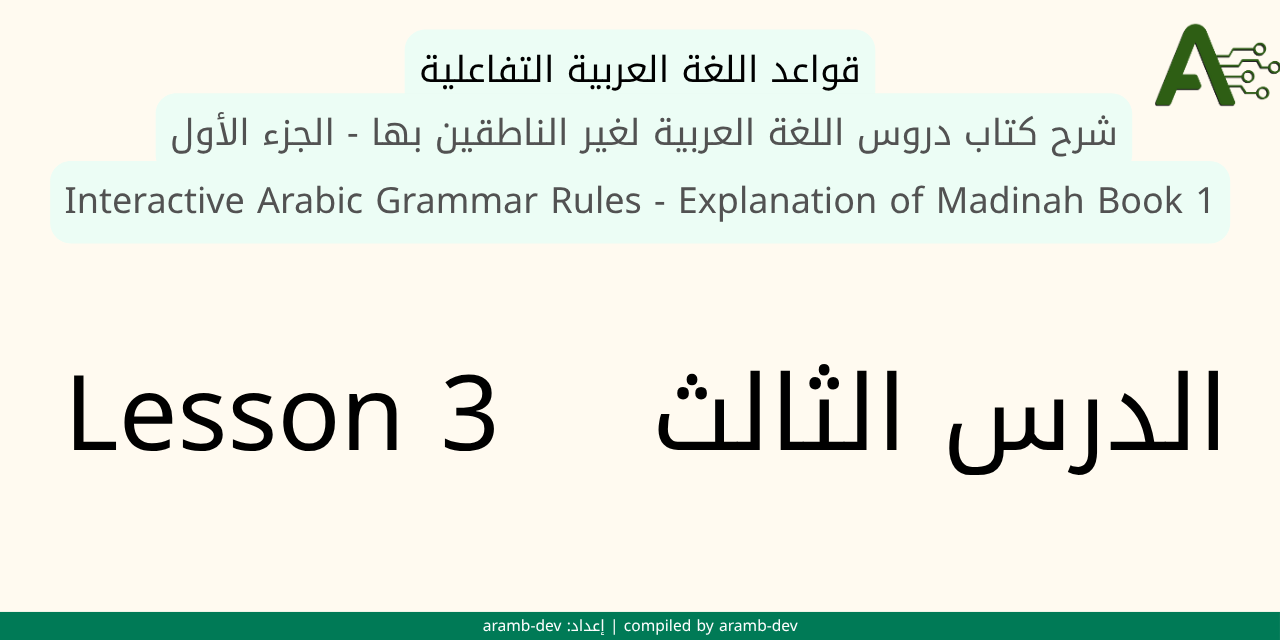 قواعد اللغة العربية التفاعلية
شرح كتاب دروس اللغة العربية لغير الناطقين بها - الجزء الأول
Interactive Arabic Grammar Rules - Explanation of Madinah Book 1
Lesson 3 الدرس الثالث
aramb-dev :إعداد | compiled by aramb-dev